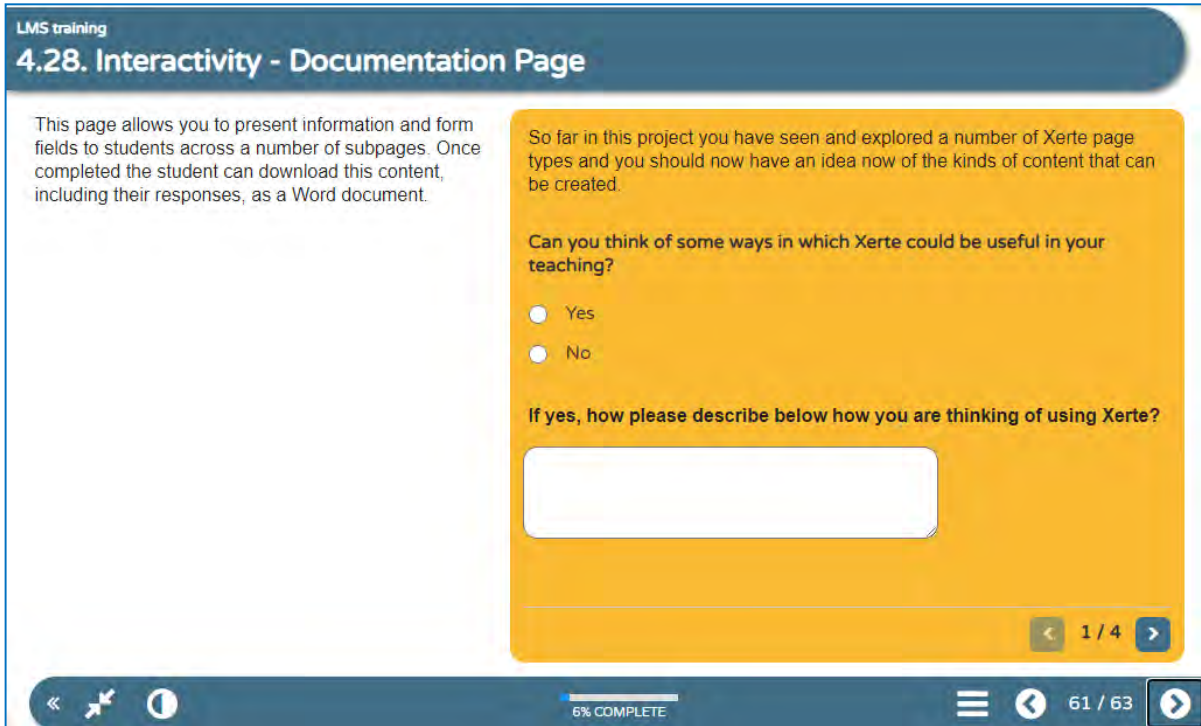 LMS training
4.28. Interactivity - Documentation Page
This page allows you to present information and form
fields to students across a number of subpages. Once
completed the student can download this content,
including their responses, as a Word document.
So far in this project you have seen and explored a number of Xerte page
types and you should now have an idea now of the kinds of content that can
be created.
Can you think of some ways in which Xerte could be useful in your
teaching?
Yes
No
If yes, how please describe below how you are thinking of using Xerte?
1 / 4
6% COMPLETE
61 / 63